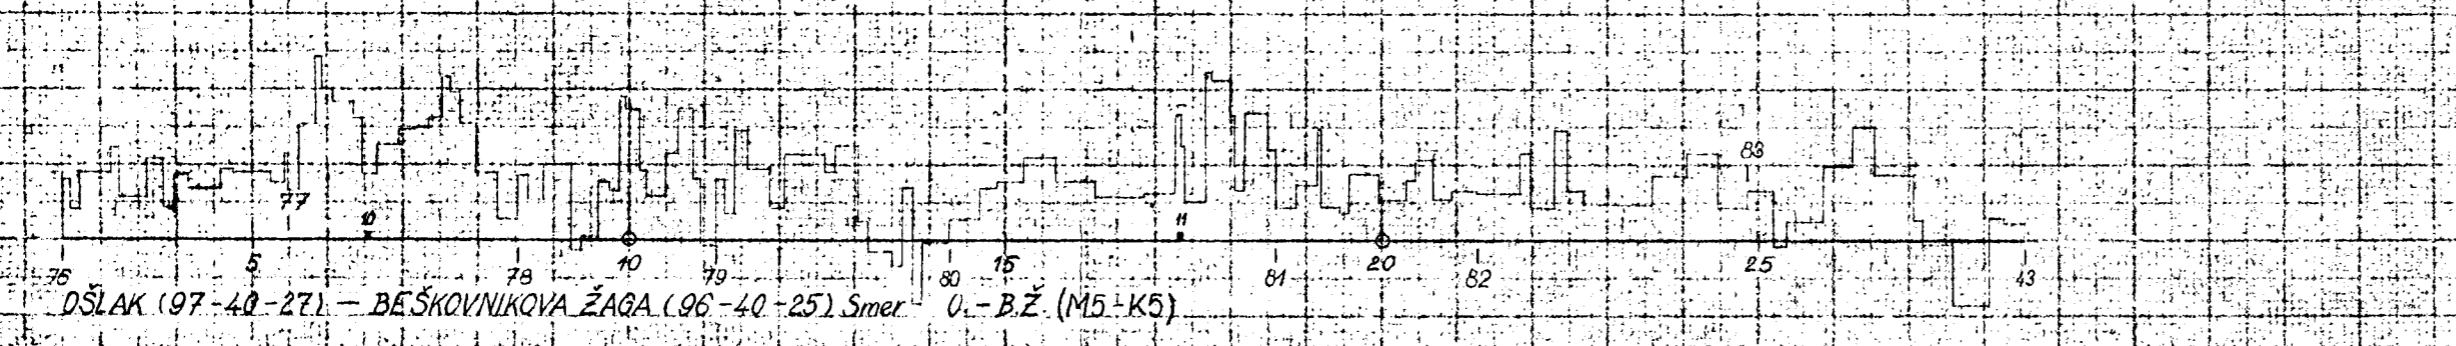 83
77
10
11
76 5 78 10 79 80 15 81 20 82 25 43
OŠLAK (97-40-27) – BEŠKOVNIKOVA ŽAGA (96-40-25) Smer O.-B.Ž. (M5-K5)